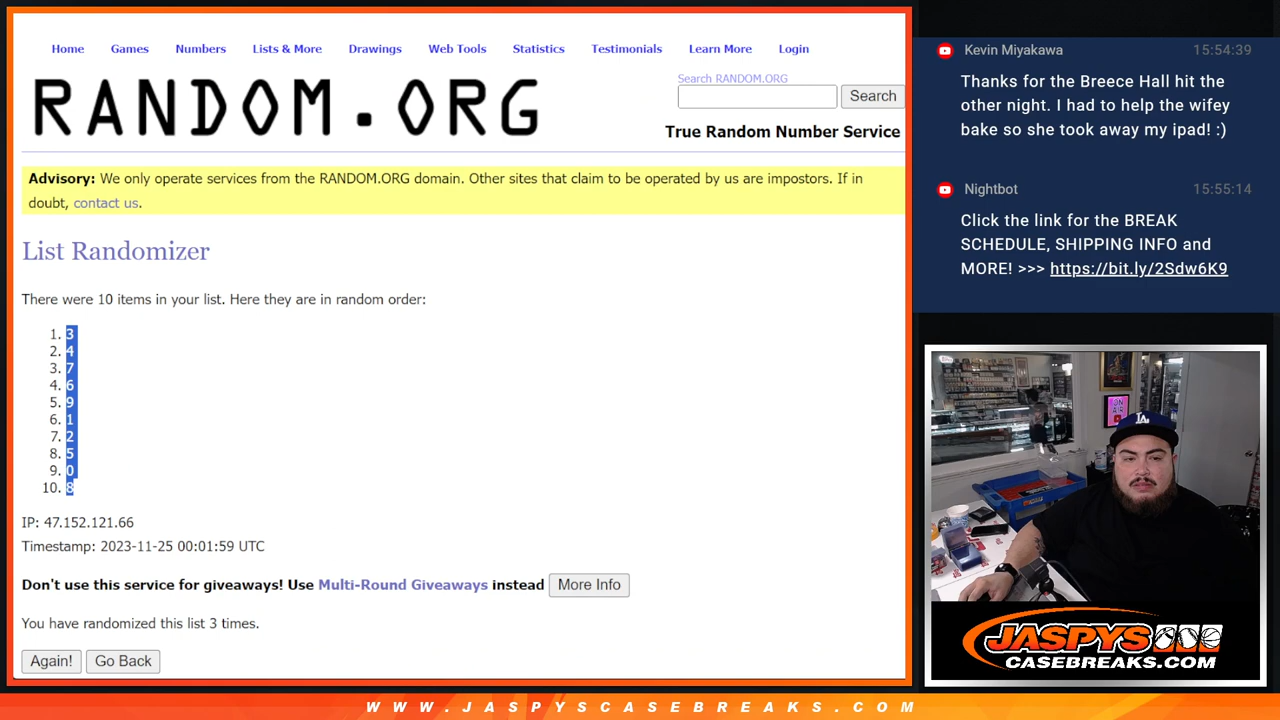 Home Games Numbers Lists & More Drawings Web Tools Statistics Testimonials Learn More Login
RANDOM.ORG
Search RANDOM.ORG
Search
True Random Number Service
Advisory: We only operate services from the RANDOM.ORG domain. Other sites that claim to be operated by us are impostors. If in
doubt, contact us.
List Randomizer
There were 10 items in your list. Here they are in random order:
1. 3
2. 4
3. 7
4. 6
5. 9
6. 1
7. 2
8. 5
9. 0
10. 8
IP: 47.152.121.66
Timestamp: 2023-11-25 00:01:59 UTC
Don't use this service for giveaways! Use Multi-Round Giveaways instead More Info
You have randomized this list 3 times.
Again! Go Back
Kevin Miyakawa 15:54:39
Thanks for the Breece Hall hit the
other night. I had to help the wifey
bake so she took away my ipad! :)
Nightbot 15:55:14
Click the link for the BREAK
SCHEDULE, SHIPPING INFO and
MORE! >>> https://bit.ly/2Sdw6K9
ON
AIR
LA
JASPYS
CASEBREAKS.COM
WWW.JASPYSCASEBREAKS.COM